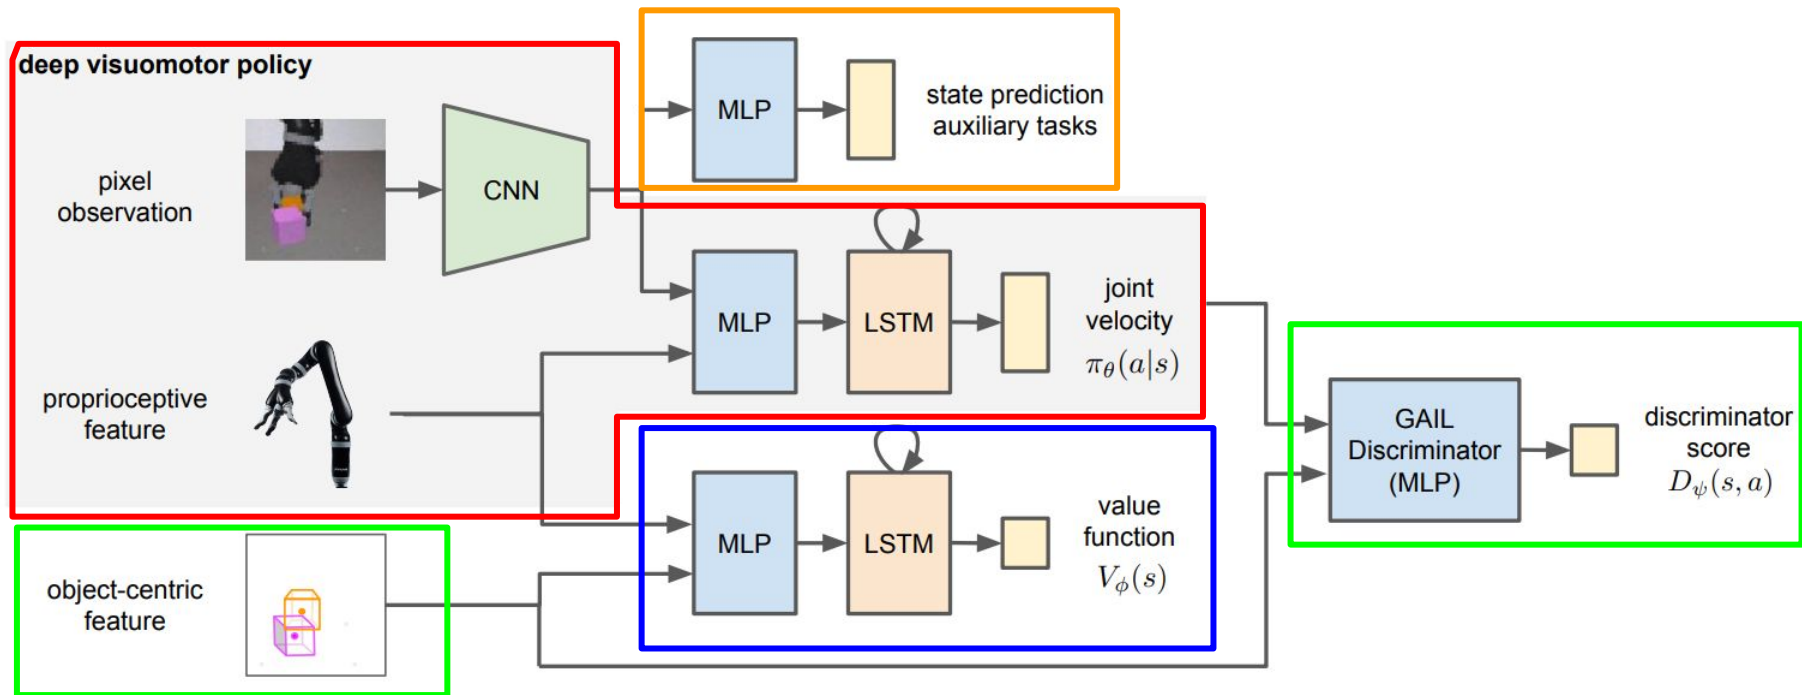 deep visuomotor policy
pixel
observation
CNN
MLP
state prediction
auxiliary tasks
proprioceptive
feature
MLP
LSTM
joint
velocity
πθ(a|s)
object-centric
feature
MLP
LSTM
value
function
Vϕ(s)
GAIL
Discriminator
(MLP)
discriminator
score
Dψ(s, a)